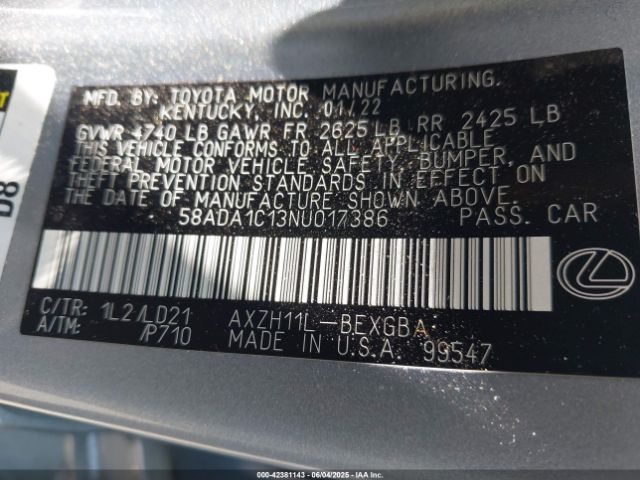 MFD. BY: TOYOTA MOTOR MANUFACTURING,
KENTUCKY, INC. 01/22
GVWR 4740 LB GAWR FR 2625 LB RR 2425 LB
THIS VEHICLE CONFORMS TO ALL APPLICABLE
FEDERAL MOTOR VEHICLE SAFETY, BUMPER, AND
THEFT PREVENTION STANDARDS IN EFFECT ON
THE DATE OF MANUFACTURE SHOWN ABOVE.
58ADA1C13NU017386 PASS. CAR
C/TR: 1L2/LD21 AXZH11L-BEXGBA
A/TM: /P710 MADE IN U.S.A. 99547
000-42381143 - 06/04/2025 - IAAI.COM